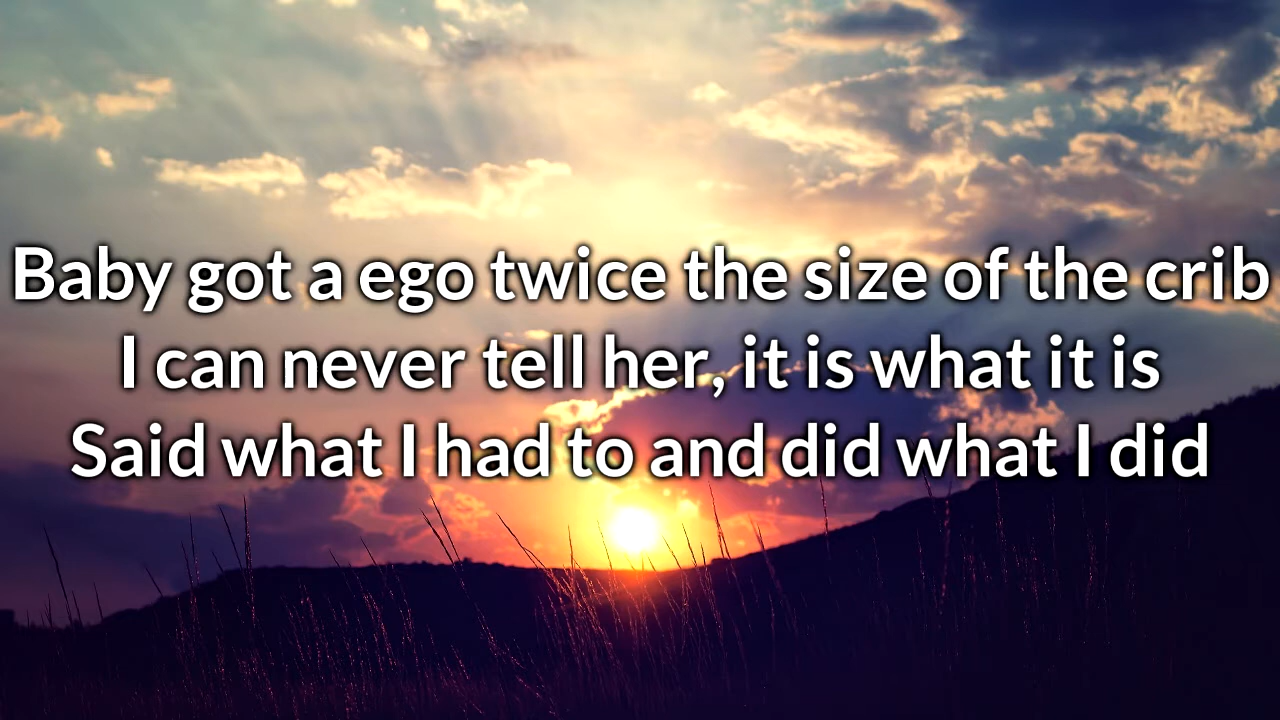 Baby got a ego twice the size of the crib
I can never tell her, it is what it is
Said what I had to and did what I did